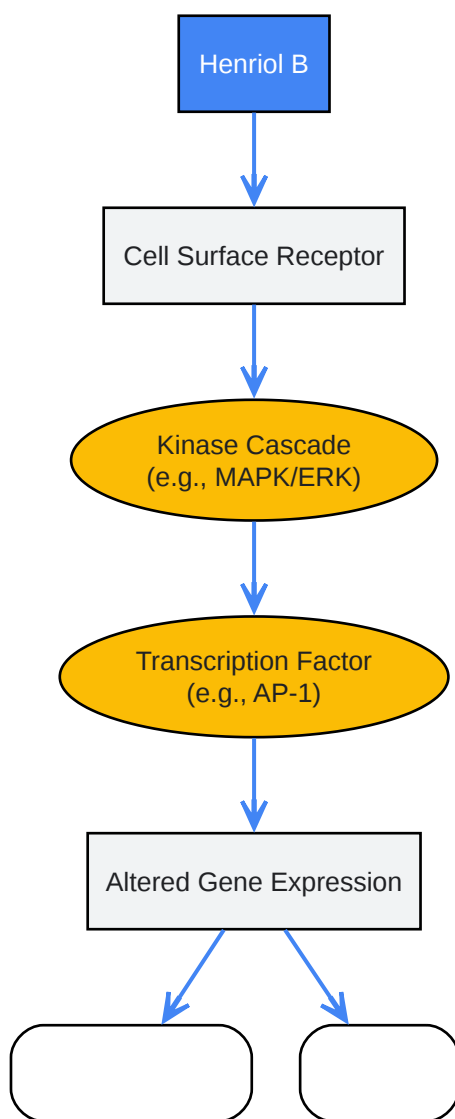 Henriol B
Cell Surface Receptor
Kinase Cascade
(e.g., MAPK/ERK)
Transcription Factor
(e.g., AP-1)
Altered Gene Expression